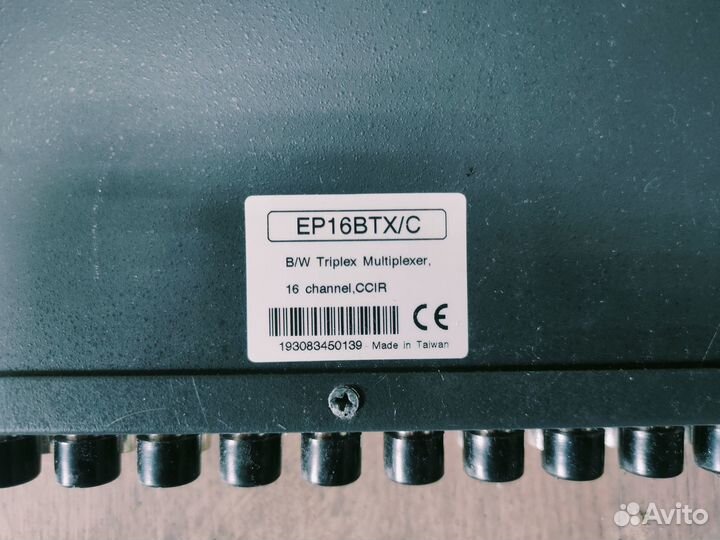 EP16BTX/C
B/W Triplex Multiplexer,
16 channel,CCIR
CE
193083450139 Made in Taiwan
Avito